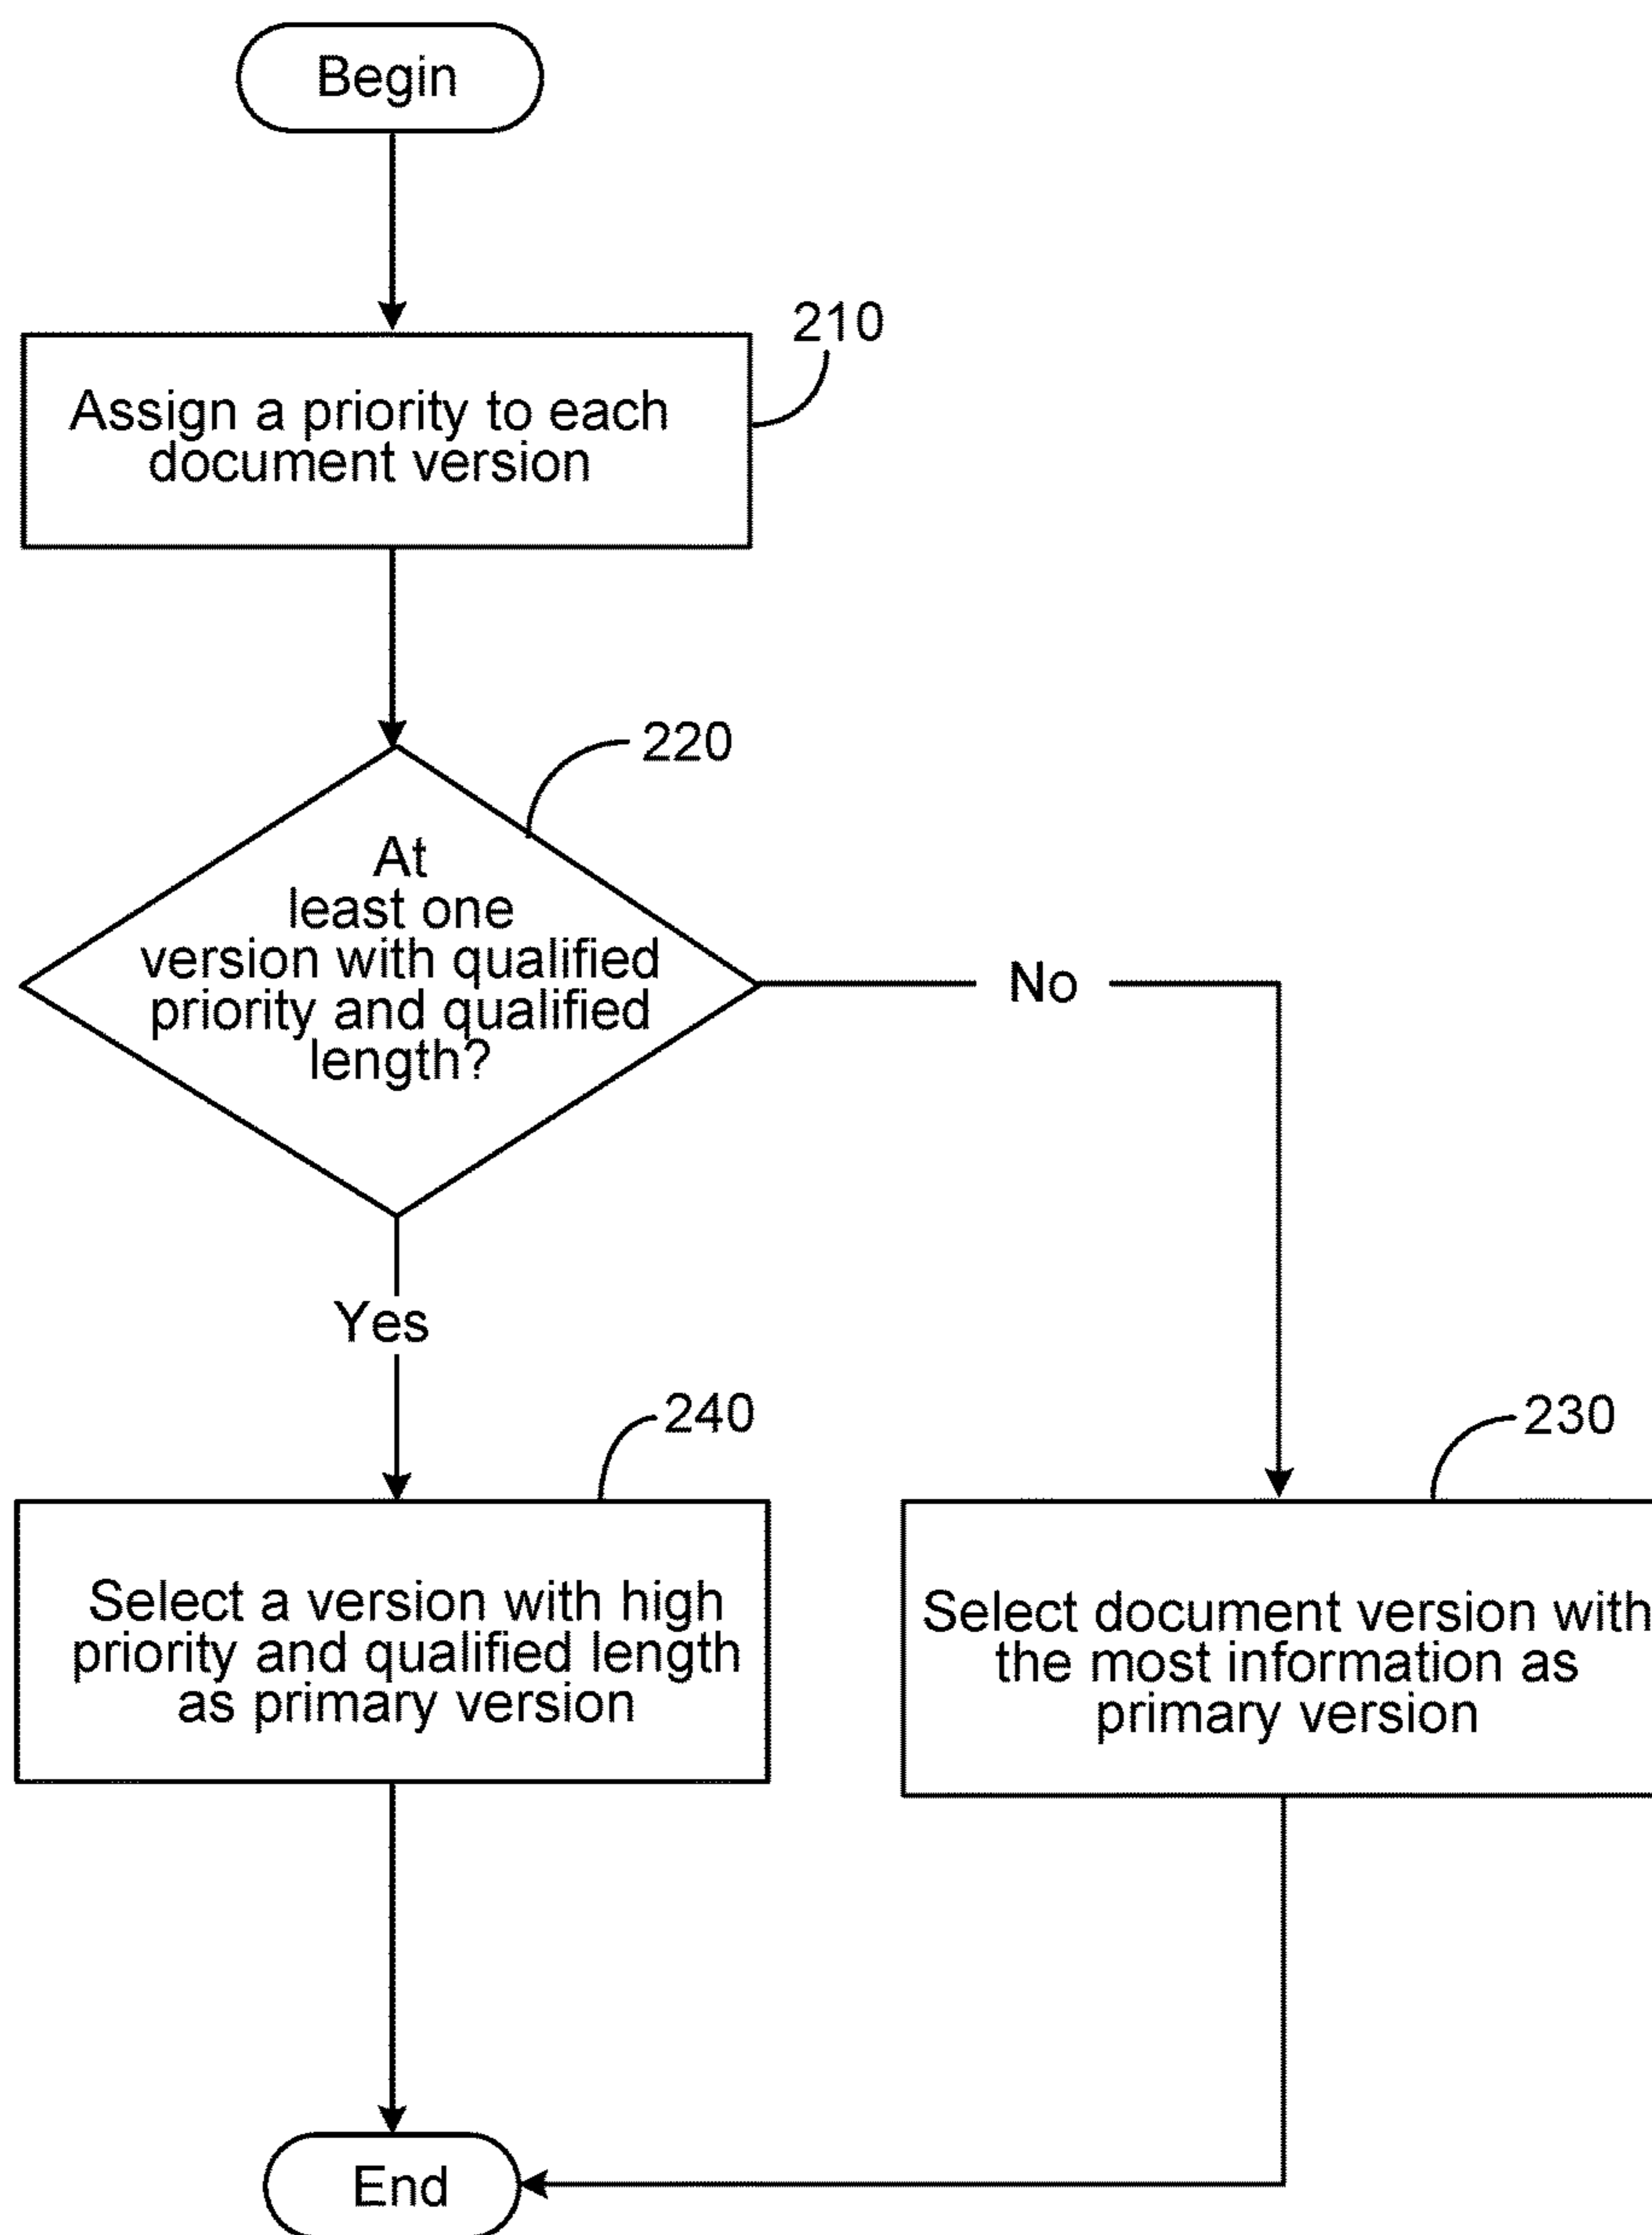 Begin
210
Assign a priority to each
document version
220
At
least one
version with qualified
priority and qualified
length?
No
Yes
240
230
Select a version with high
priority and qualified length
as primary version
Select document version with
the most information as
primary version
End